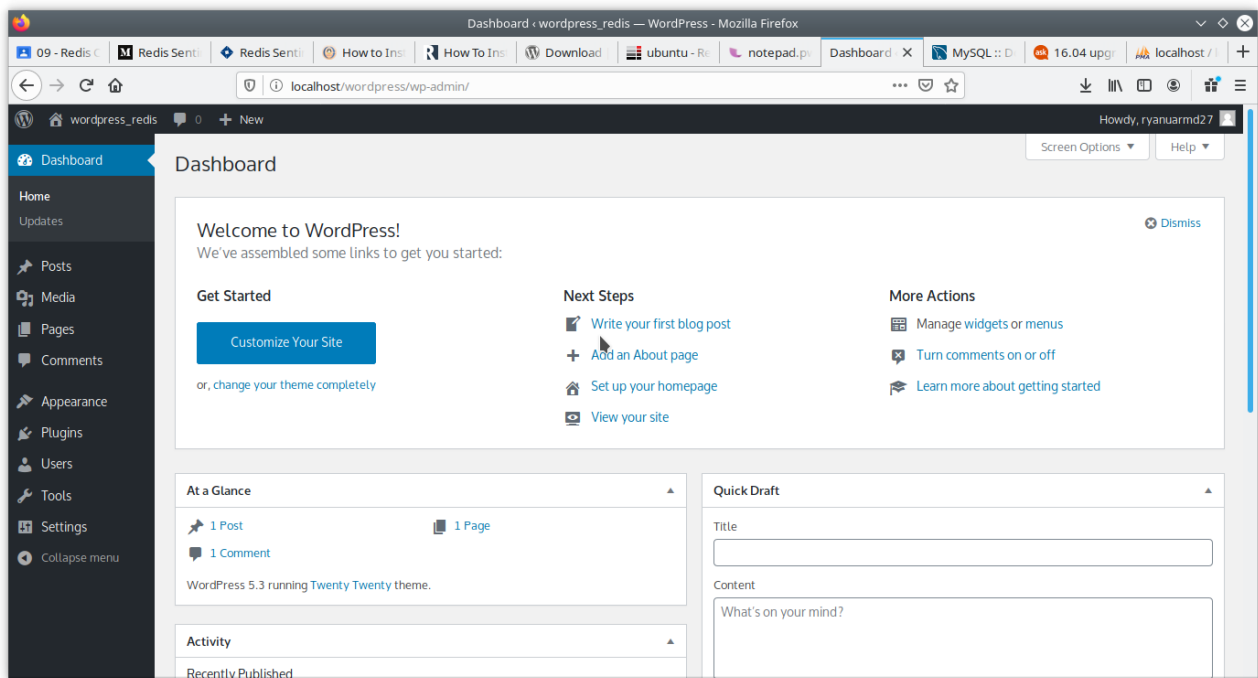 Dashboard ‹ wordpress_redis — WordPress - Mozilla Firefox
09 - Redis C
Redis Senti
Redis Senti
How to Inst
How To Inst
Download
ubuntu - Re
notepad.pw
Dashboard
MySQL :: D
16.04 upgr
localhost /
localhost/wordpress/wp-admin/
wordpress_redis 0 New
Howdy, ryanuarmd27
Dashboard
Home
Updates
Posts
Media
Pages
Comments
Appearance
Plugins
Users
Tools
Settings
Collapse menu
Dashboard
Screen Options
Help
Welcome to WordPress!
We've assembled some links to get you started:
Dismiss
Get Started
Customize Your Site
or, change your theme completely
Next Steps
Write your first blog post
Add an About page
Set up your homepage
View your site
More Actions
Manage widgets or menus
Turn comments on or off
Learn more about getting started
At a Glance
1 Post
1 Page
1 Comment
WordPress 5.3 running Twenty Twenty theme.
Activity
Recently Published
Quick Draft
Title
Content
What's on your mind?